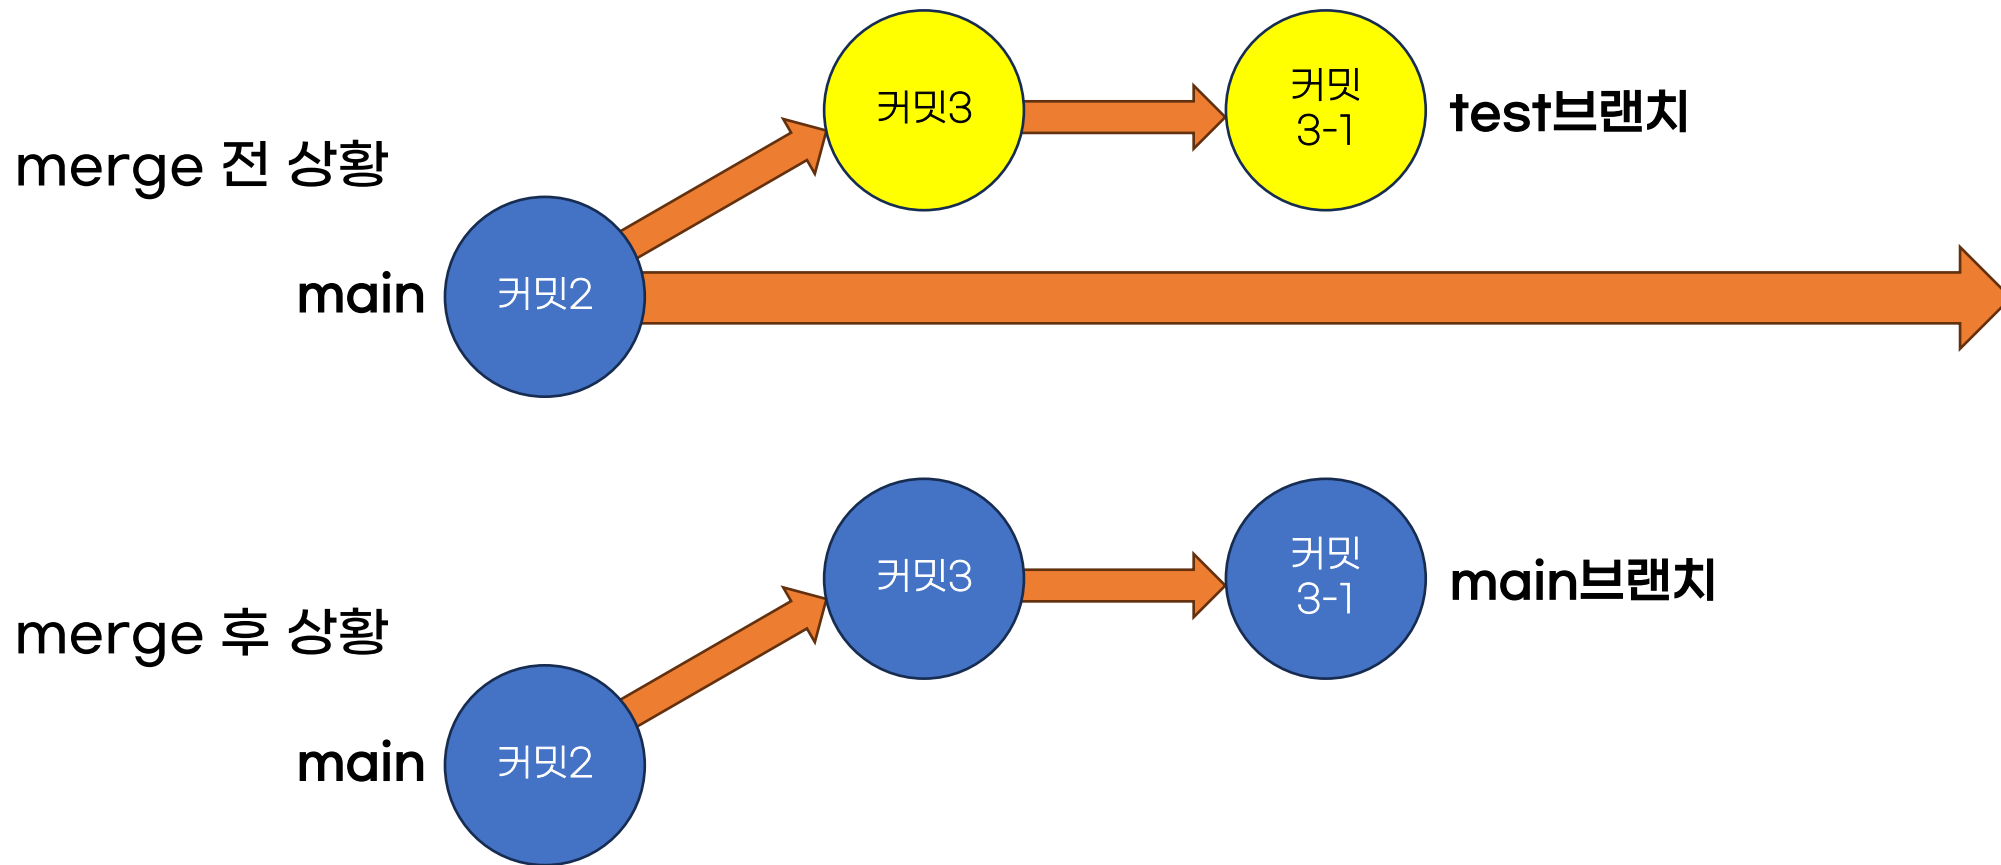 merge 전 상황
main
커밋2
커밋3
커밋
3-1
test브랜치
merge 후 상황
main
커밋2
커밋3
커밋
3-1
main브랜치